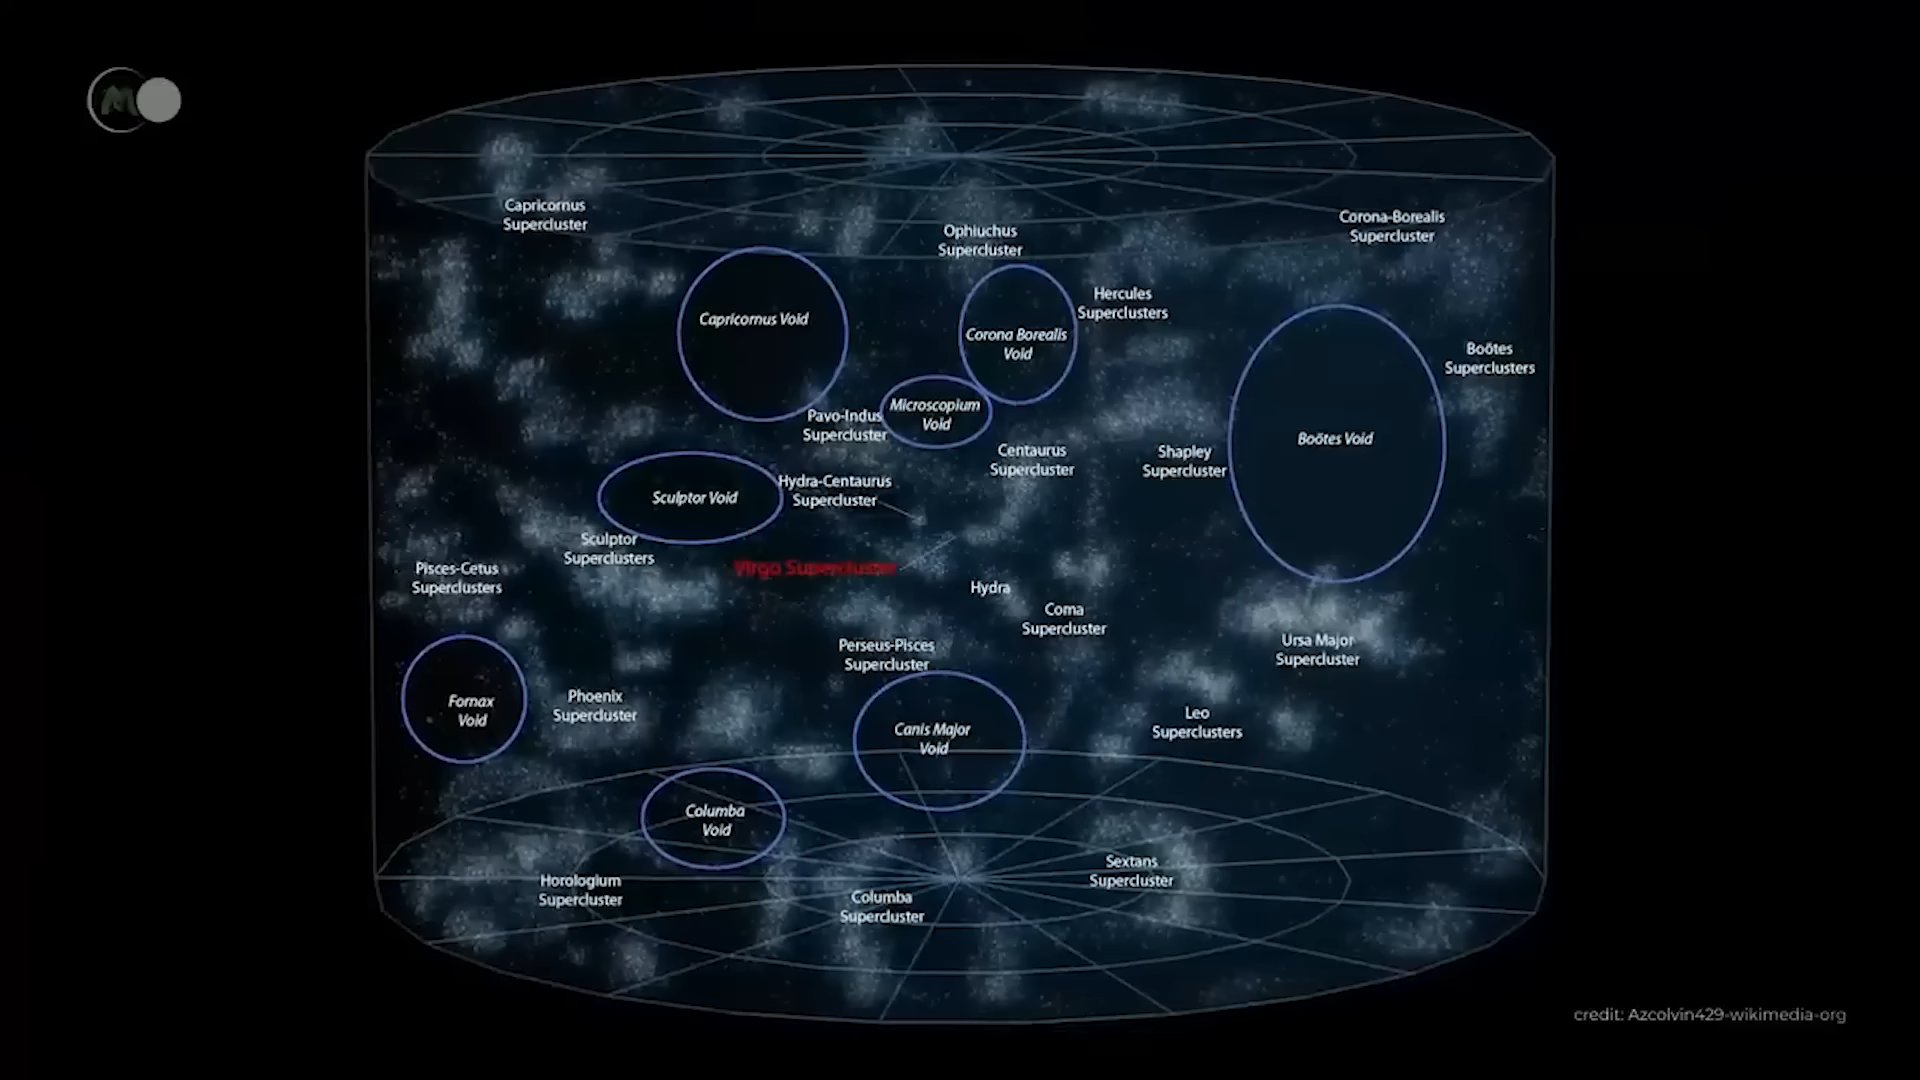 M
Capricornus
Supercluster
Ophiuchus
Supercluster
Corona-Borealis
Supercluster
Capricornus Void
Corona Borealis
Void
Hercules
Superclusters
Boötes
Superclusters
Pavo-Indus
Supercluster
Microscopium
Void
Boötes Void
Centaurus
Supercluster
Shapley
Supercluster
Sculptor Void
Hydra-Centaurus
Supercluster
Sculptor
Superclusters
Virgo Supercluster
Pisces-Cetus
Superclusters
Hydra
Coma
Supercluster
Perseus-Pisces
Supercluster
Ursa Major
Supercluster
Fornax
Void
Phoenix
Supercluster
Canis Major
Void
Leo
Superclusters
Columba
Void
Horologium
Supercluster
Columba
Supercluster
Sextans
Supercluster
credit: Azcolvin429-wikimedia-org